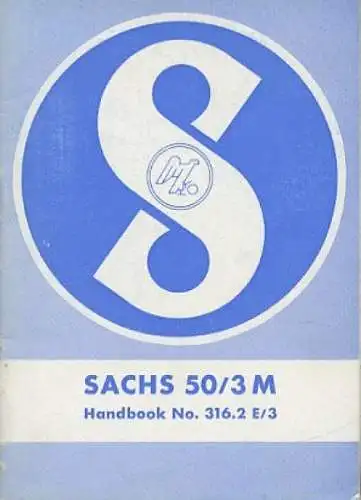 S
SACHS 50/3 M
Handbook No. 316.2 E/3